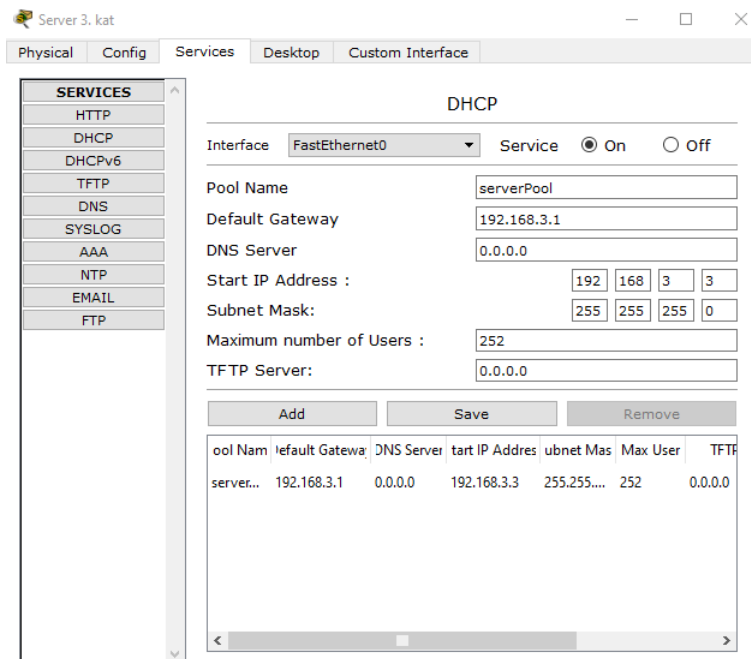 Server 3. kat
Physical Config Services Desktop Custom Interface
SERVICES
HTTP
DHCP
DHCPv6
TFTP
DNS
SYSLOG
AAA
NTP
EMAIL
FTP
DHCP
Interface FastEthernet0 Service On Off
Pool Name serverPool
Default Gateway 192.168.3.1
DNS Server 0.0.0.0
Start IP Address : 192 168 3 3
Subnet Mask: 255 255 255 0
Maximum number of Users : 252
TFTP Server: 0.0.0.0
Add Save Remove
ool Nam efault Gateway DNS Server tart IP Addres ubnet Mas Max User TFTP
server... 192.168.3.1 0.0.0.0 192.168.3.3 255.255.... 252 0.0.0.0